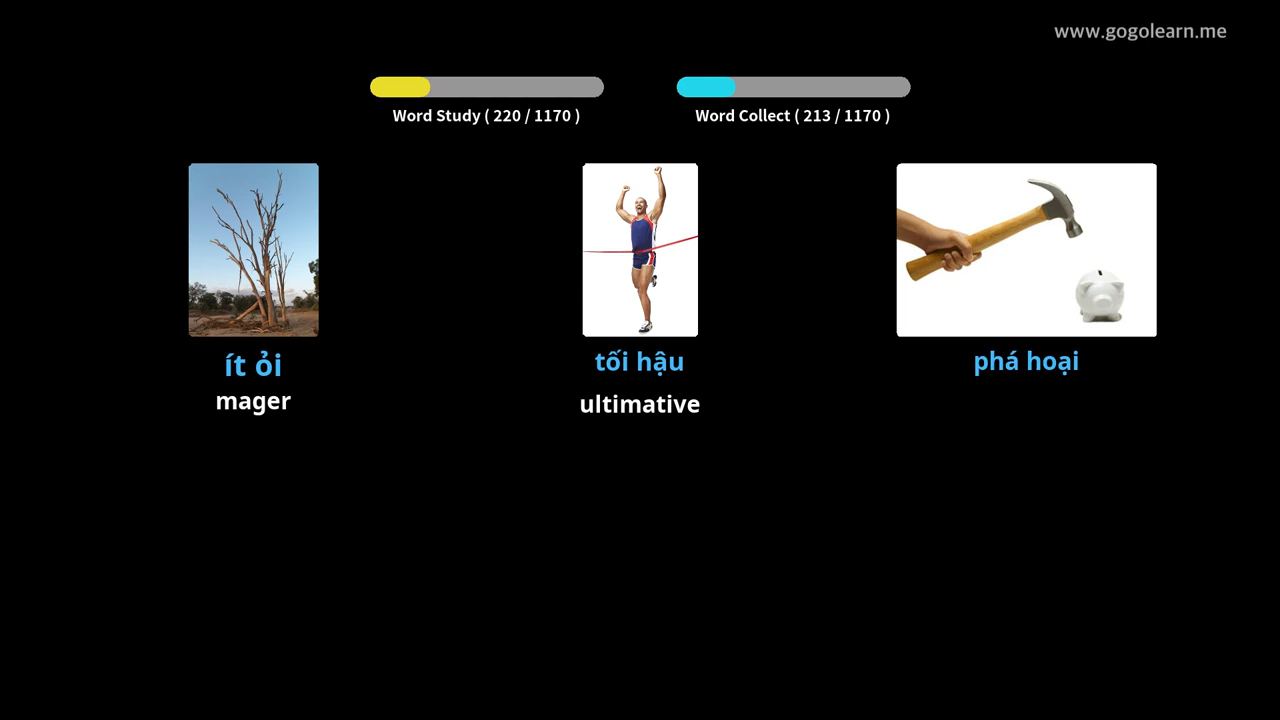 www.gogolearn.me
Word Study ( 220 / 1170 )
Word Collect ( 213 / 1170 )
ít ỏi
mager
tối hậu
ultimative
phá hoại